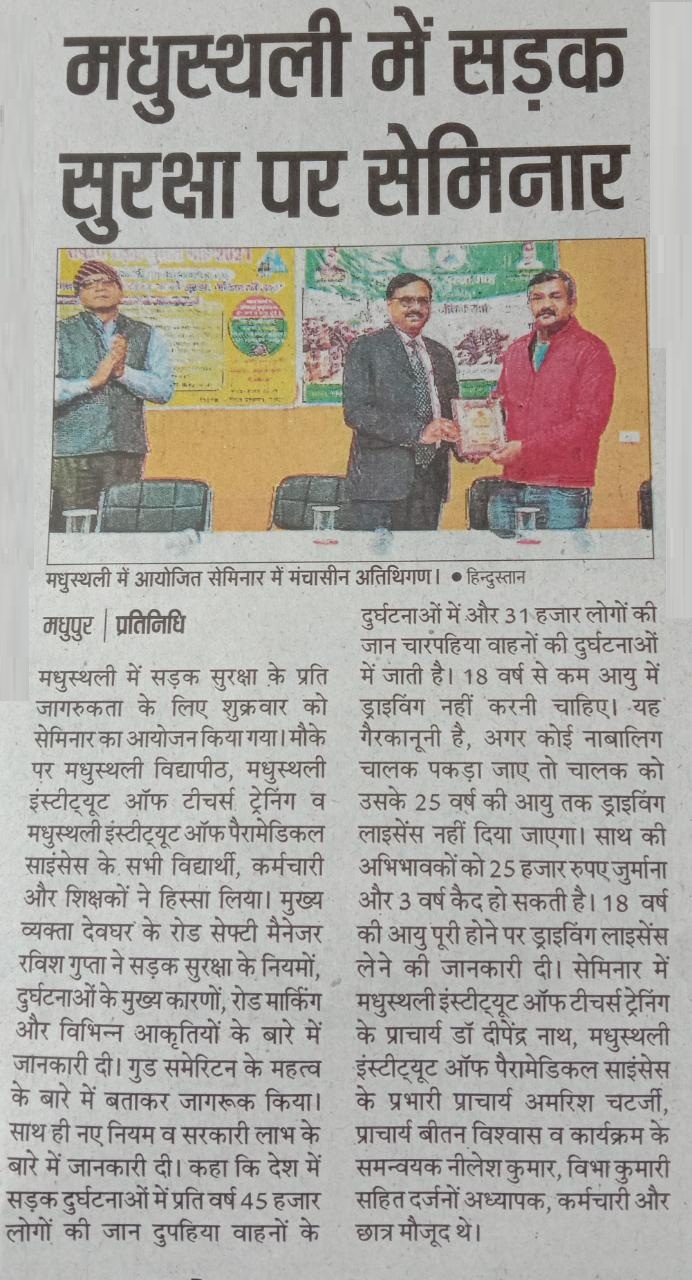 मधुस्थली में सड़क
सुरक्षा पर सेमिनार
मधुस्थली में आयोजित सेमिनार में मंचासीन अतिथिगण। ● हिन्दुस्तान
मधुपुर | प्रतिनिधि
मधुस्थली में सड़क सुरक्षा के प्रति
जागरुकता के लिए शुक्रवार को
सेमिनार का आयोजन किया गया। मौके
पर मधुस्थली विद्यापीठ, मधुस्थली
इंस्टीट्यूट ऑफ टीचर्स ट्रेनिंग व
मधुस्थली इंस्टीट्यूट ऑफ पैरामेडिकल
साइंसेस के सभी विद्यार्थी, कर्मचारी
और शिक्षकों ने हिस्सा लिया। मुख्य
व्यक्ता देवघर के रोड सेफ्टी मैनेजर
रविश गुप्ता ने सड़क सुरक्षा के नियमों,
दुर्घटनाओं के मुख्य कारणों, रोड मार्किंग
और विभिन्न आकृतियों के बारे में
जानकारी दी। गुड समेरिटन के महत्व
के बारे में बताकर जागरूक किया।
साथ ही नए नियम व सरकारी लाभ के
बारे में जानकारी दी। कहा कि देश में
सड़क दुर्घटनाओं में प्रति वर्ष 45 हजार
लोगों की जान दुपहिया वाहनों के
दुर्घटनाओं में और 31 हजार लोगों की
जान चारपहिया वाहनों की दुर्घटनाओं
में जाती है। 18 वर्ष से कम आयु में
ड्राइविंग नहीं करनी चाहिए। यह
गैरकानूनी है, अगर कोई नाबालिग
चालक पकड़ा जाए तो चालक को
उसके 25 वर्ष की आयु तक ड्राइविंग
लाइसेंस नहीं दिया जाएगा। साथ की
अभिभावकों को 25 हजार रुपए जुर्माना
और 3 वर्ष कैद हो सकती है। 18 वर्ष
की आयु पूरी होने पर ड्राइविंग लाइसेंस
लेने की जानकारी दी। सेमिनार में
मधुस्थली इंस्टीट्यूट ऑफ टीचर्स ट्रेनिंग
के प्राचार्य डॉ दीपेंद्र नाथ, मधुस्थली
इंस्टीट्यूट ऑफ पैरामेडिकल साइंसेस
के प्रभारी प्राचार्य अमरिश चटर्जी,
प्राचार्य बीतन विश्वास व कार्यक्रम के
समन्वयक नीलेश कुमार, विभा कुमारी
सहित दर्जनों अध्यापक, कर्मचारी और
छात्र मौजूद थे।